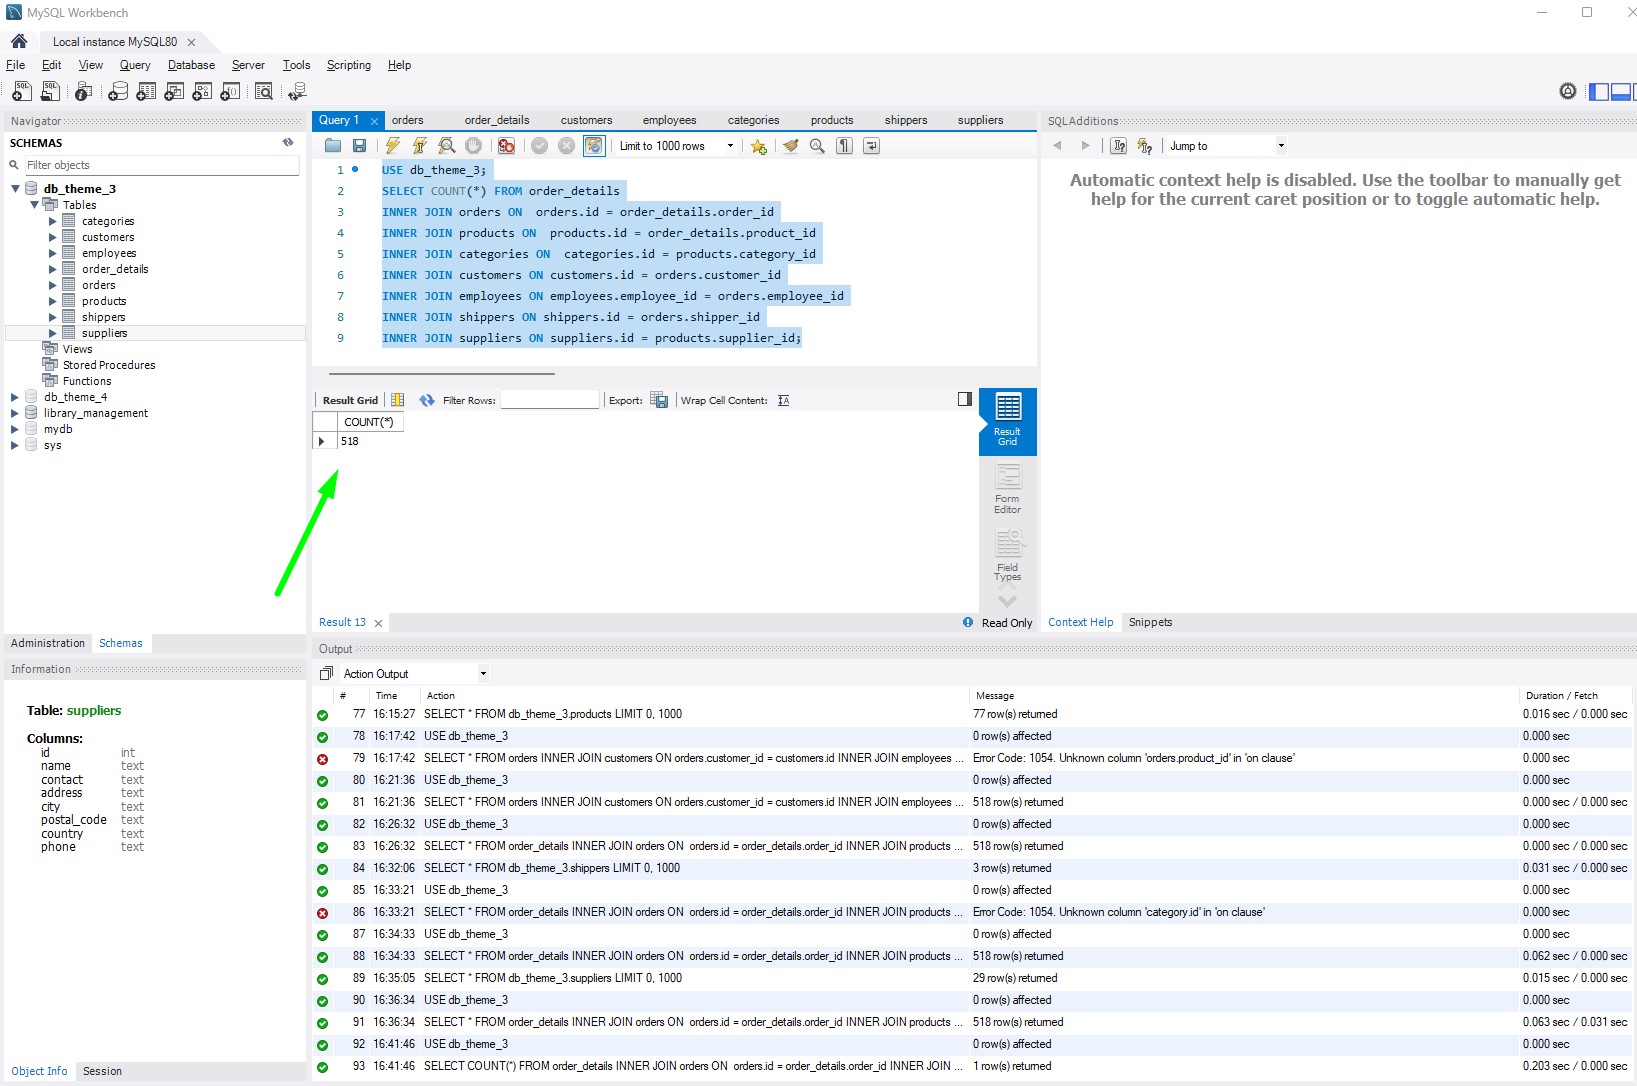 MySQL Workbench
Local instance MySQL80
File Edit View Query Database Server Tools Scripting Help
Navigator
SCHEMAS
Filter objects
db_theme_3
Tables
categories
customers
employees
order_details
orders
products
shippers
suppliers
Views
Stored Procedures
Functions
db_theme_4
library_management
mydb
sys
Administration Schemas
Information
Table: suppliers
Columns:
id int
name text
contact text
address text
city text
postal_code text
country text
phone text
Object Info Session
Query 1 orders order_details customers employees categories products shippers suppliers
Limit to 1000 rows
1 USE db_theme_3;
2 SELECT COUNT(*) FROM order_details
3 INNER JOIN orders ON  orders.id = order_details.order_id
4 INNER JOIN products ON  products.id = order_details.product_id
5 INNER JOIN categories ON  categories.id = products.category_id
6 INNER JOIN customers ON customers.id = orders.customer_id
7 INNER JOIN employees ON employees.employee_id = orders.employee_id
8 INNER JOIN shippers ON shippers.id = orders.shipper_id
9 INNER JOIN suppliers ON suppliers.id = products.supplier_id;
Result Grid Filter Rows: Export: Wrap Cell Content:
COUNT(*)
518
Result
Grid
Form
Editor
Field
Types
Result 13 Read Only
SQLAdditions
Jump to
Automatic context help is disabled. Use the toolbar to manually get
help for the current caret position or to toggle automatic help.
Context Help Snippets
Output
Action Output
# Time Action Message Duration / Fetch
77 16:15:27 SELECT * FROM db_theme_3.products LIMIT 0, 1000 77 row(s) returned 0.016 sec / 0.000 sec
78 16:17:42 USE db_theme_3 0 row(s) affected 0.000 sec
79 16:17:42 SELECT * FROM orders INNER JOIN customers ON orders.customer_id = customers.id INNER JOIN employees ... Error Code: 1054. Unknown column 'orders.product_id' in 'on clause' 0.000 sec
80 16:21:36 USE db_theme_3 0 row(s) affected 0.000 sec
81 16:21:36 SELECT * FROM orders INNER JOIN customers ON orders.customer_id = customers.id INNER JOIN employees ... 518 row(s) returned 0.000 sec / 0.000 sec
82 16:26:32 USE db_theme_3 0 row(s) affected 0.000 sec
83 16:26:32 SELECT * FROM order_details INNER JOIN orders ON  orders.id = order_details.order_id INNER JOIN products ... 518 row(s) returned 0.000 sec / 0.000 sec
84 16:32:06 SELECT * FROM db_theme_3.shippers LIMIT 0, 1000 3 row(s) returned 0.031 sec / 0.000 sec
85 16:33:21 USE db_theme_3 0 row(s) affected 0.000 sec
86 16:33:21 SELECT * FROM order_details INNER JOIN orders ON  orders.id = order_details.order_id INNER JOIN products ... Error Code: 1054. Unknown column 'category.id' in 'on clause' 0.000 sec
87 16:34:33 USE db_theme_3 0 row(s) affected 0.000 sec
88 16:34:33 SELECT * FROM order_details INNER JOIN orders ON  orders.id = order_details.order_id INNER JOIN products ... 518 row(s) returned 0.062 sec / 0.000 sec
89 16:35:05 SELECT * FROM db_theme_3.suppliers LIMIT 0, 1000 29 row(s) returned 0.015 sec / 0.000 sec
90 16:36:34 USE db_theme_3 0 row(s) affected 0.000 sec
91 16:36:34 SELECT * FROM order_details INNER JOIN orders ON  orders.id = order_details.order_id INNER JOIN products ... 518 row(s) returned 0.063 sec / 0.031 sec
92 16:41:46 USE db_theme_3 0 row(s) affected 0.000 sec
93 16:41:46 SELECT COUNT(*) FROM order_details INNER JOIN orders ON  orders.id = order_details.order_id INNER JOIN ... 1 row(s) returned 0.203 sec / 0.000 sec